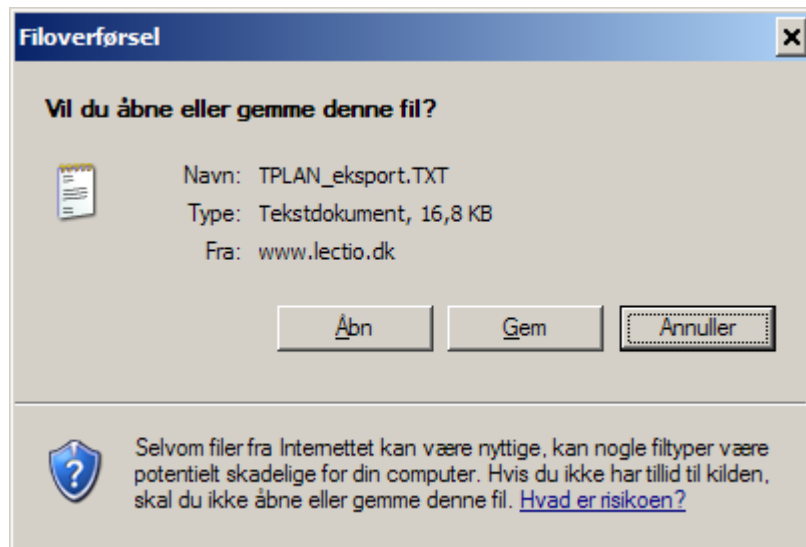 Filoverførsel
Vil du åbne eller gemme denne fil?
Navn: TPLAN_eksport.TXT
Type: Tekstdokument, 16,8 KB
Fra: www.lectio.dk
Åbn Gem Annuller
Selvom filer fra Internettet kan være nyttige, kan nogle filtyper være
potentielt skadelige for din computer. Hvis du ikke har tillid til kilden,
skal du ikke åbne eller gemme denne fil. Hvad er risikoen?